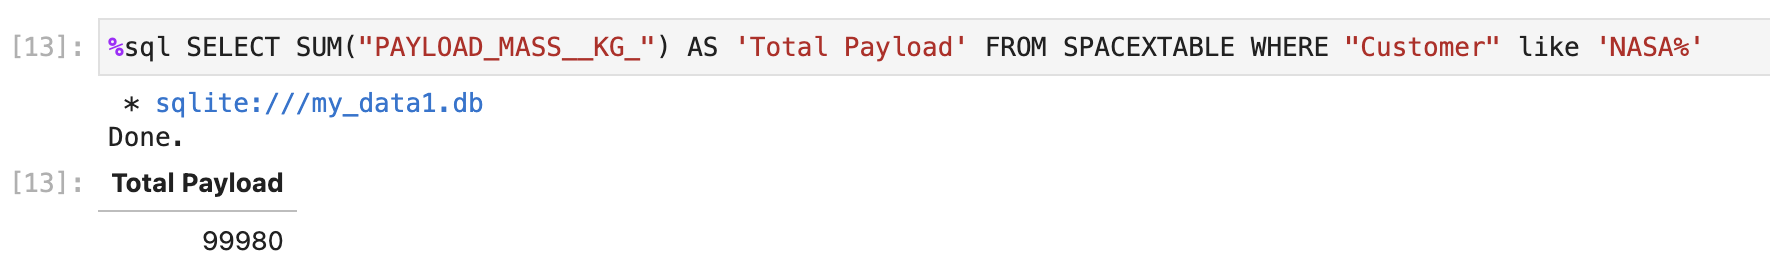 [13]: %sql SELECT SUM("PAYLOAD_MASS__KG_") AS 'Total Payload' FROM SPACEXTABLE WHERE "Customer" like 'NASA%'
* sqlite:///my_data1.db
Done.
[13]: Total Payload
99980